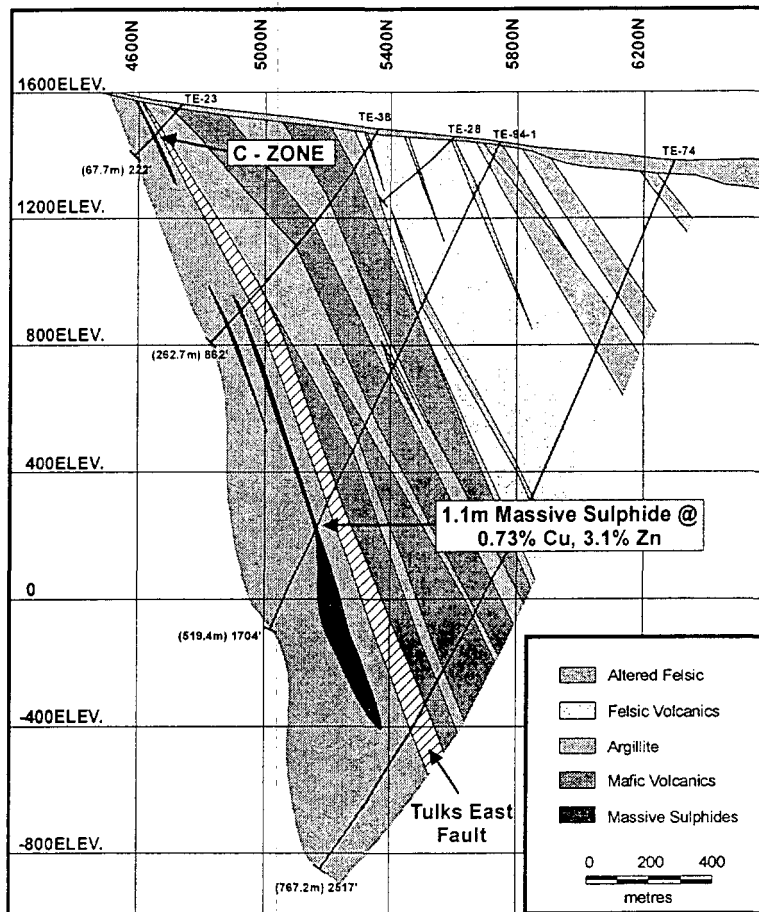 4600N
5000N
5400N
5800N
6200N
1600ELEV.
TE-23
TE-38
TE-28
TE-94-1
TE-74
C - ZONE
(67.7m) 222'
1200ELEV.
800ELEV.
(262.7m) 862'
400ELEV.
1.1m Massive Sulphide @
0.73% Cu, 3.1% Zn
0
(519.4m) 1704'
-400ELEV.
Tulks East
Fault
-800ELEV.
(767.2m) 2517'
Altered Felsic
Felsic Volcanics
Argillite
Mafic Volcanics
Massive Sulphides
0 200 400
metres